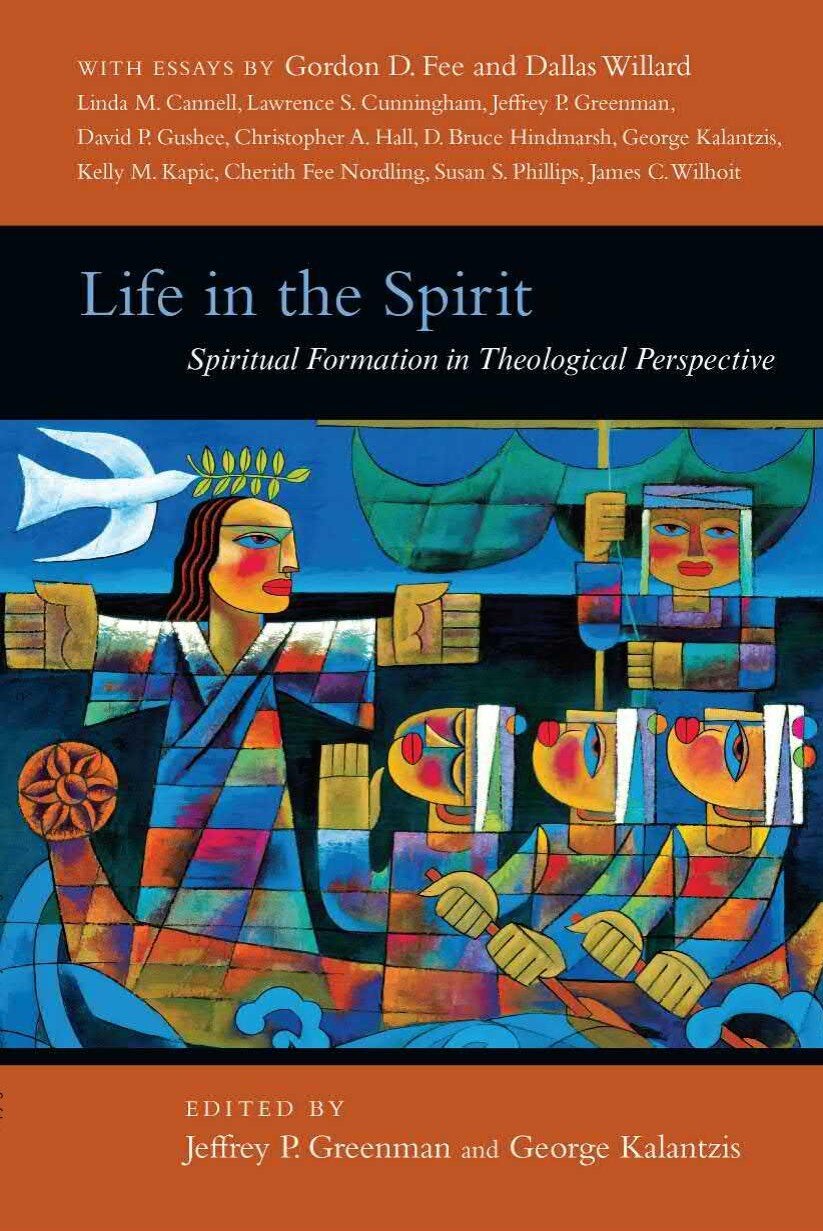 WITH ESSAYS BY Gordon D. Fee and Dallas Willard
Linda M. Cannell, Lawrence S. Cunningham, Jeffrey P. Greenman,
David P. Gushee, Christopher A. Hall, D. Bruce Hindmarsh, George Kalantzis,
Kelly M. Kapic, Cherith Fee Nordling, Susan S. Phillips, James C. Wilhoit
Life in the Spirit
Spiritual Formation in Theological Perspective
EDITED BY
Jeffrey P. Greenman and George Kalantzis